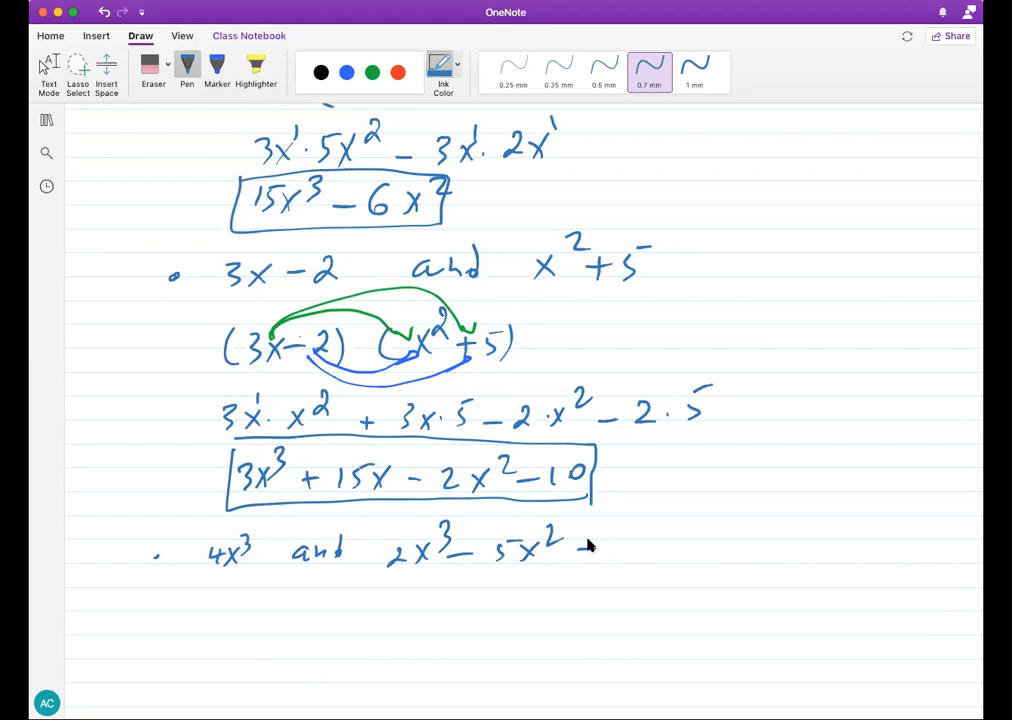 OneNote
Home Insert Draw View Class Notebook Share
Text Mode Lasso Select Insert Space Eraser Pen Marker Highlighter Ink Color 0.25 mm 0.35 mm 0.5 mm 0.7 mm 1 mm
3x¹ · 5x² - 3x¹ · 2x¹
15x³ - 6x²
• 3x - 2 and x² + 5
(3x - 2) (x² + 5)
3x¹ · x² + 3x · 5 - 2 · x² - 2 · 5
3x³ + 15x - 2x² - 10
• 4x³ and 2x³ - 5x² -
AC